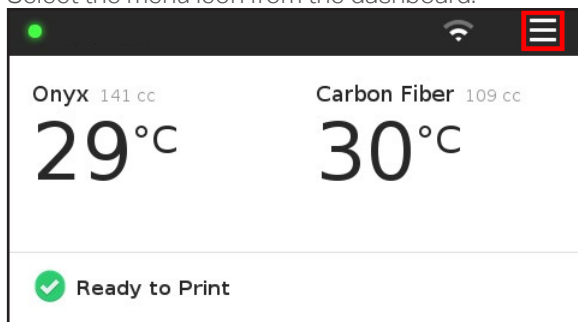 Select the menu icon from the dashboard.
Onyx 141 cc Carbon Fiber 109 cc
29°C 30°C
Ready to Print